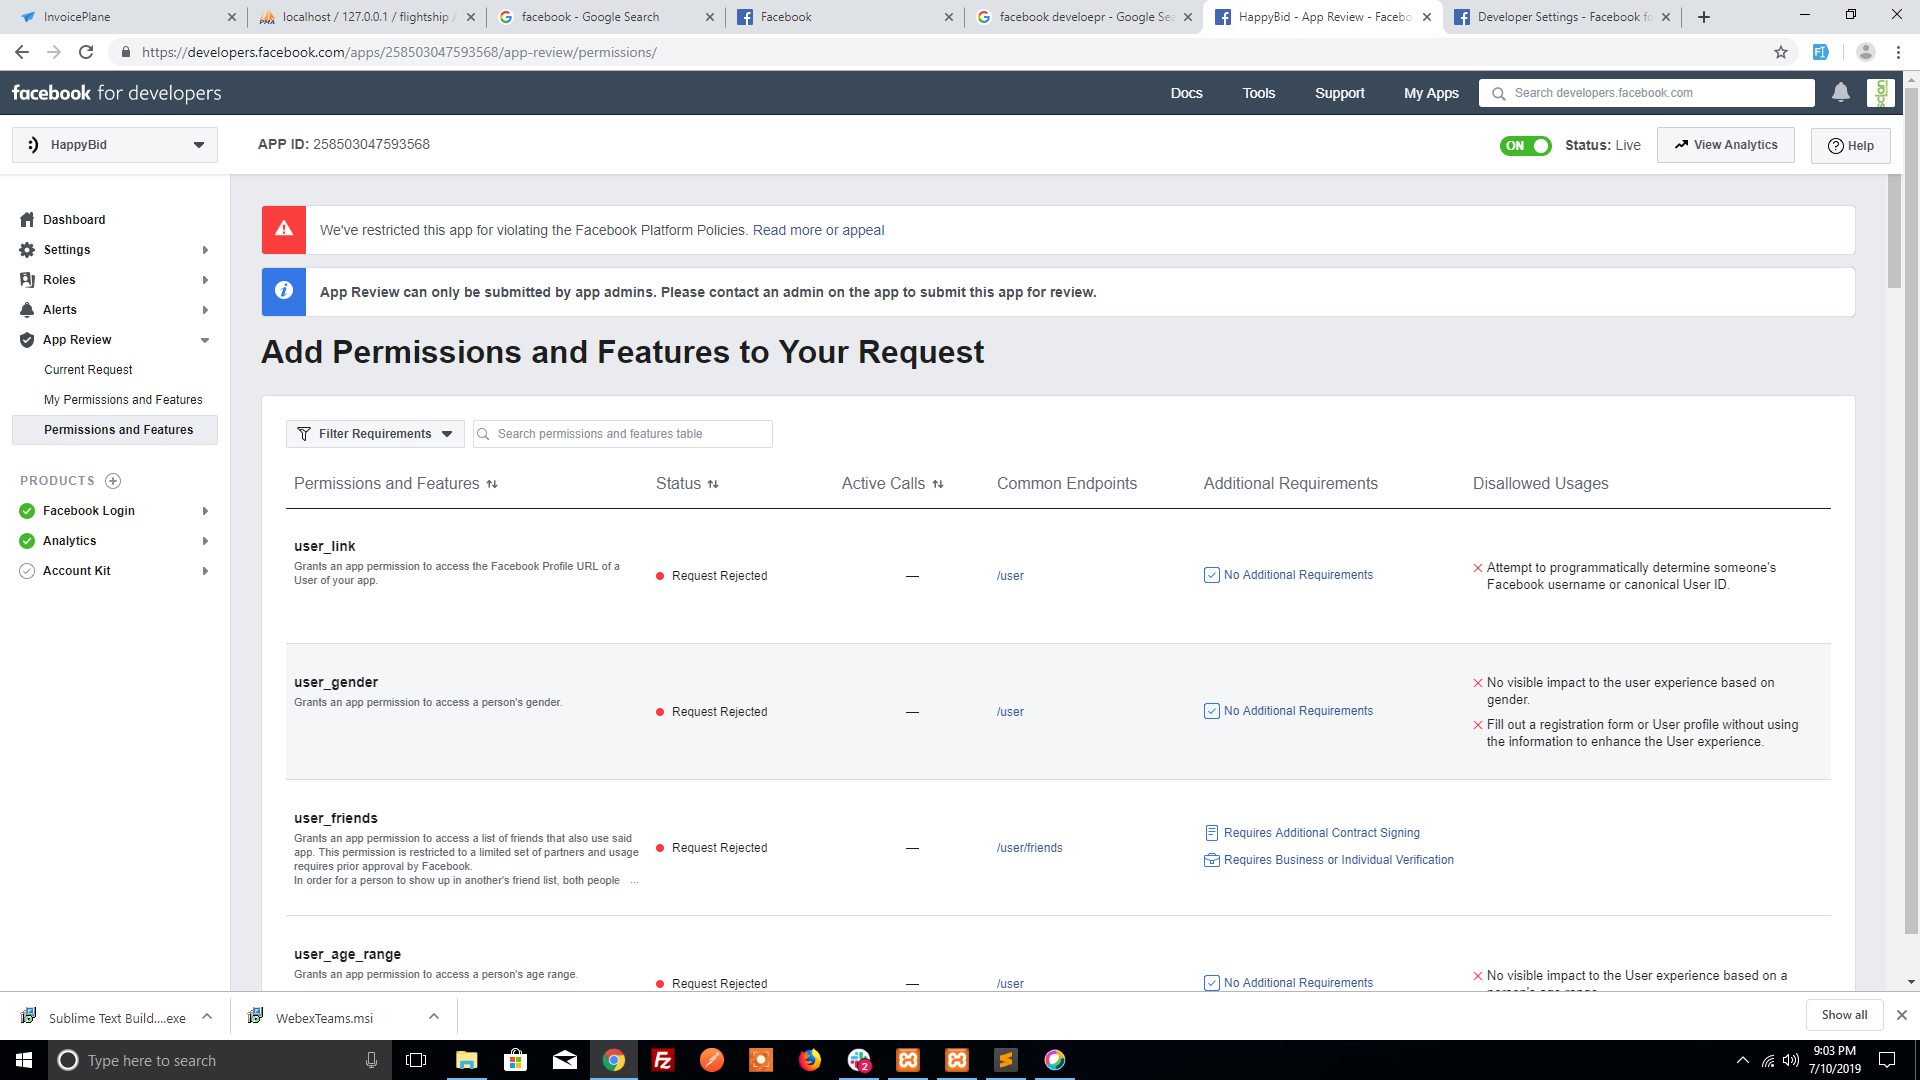 InvoicePlane
localhost / 127.0.0.1 / flightship
facebook - Google Search
Facebook
facebook develoepr - Google Se
HappyBid - App Review - Facebo
Developer Settings - Facebook fo
https://developers.facebook.com/apps/258503047593568/app-review/permissions/
facebook for developers
Docs
Tools
Support
My Apps
Search developers.facebook.com
HappyBid
APP ID: 258503047593568
ON
Status: Live
View Analytics
Help
Dashboard
Settings
Roles
Alerts
App Review
Current Request
My Permissions and Features
Permissions and Features
PRODUCTS
Facebook Login
Analytics
Account Kit
We've restricted this app for violating the Facebook Platform Policies. Read more or appeal
App Review can only be submitted by app admins. Please contact an admin on the app to submit this app for review.
Add Permissions and Features to Your Request
Filter Requirements
Search permissions and features table
Permissions and Features
Status
Active Calls
Common Endpoints
Additional Requirements
Disallowed Usages
user_link
Grants an app permission to access the Facebook Profile URL of a
User of your app.
Request Rejected
—
/user
No Additional Requirements
Attempt to programmatically determine someone's
Facebook username or canonical User ID.
user_gender
Grants an app permission to access a person's gender.
Request Rejected
—
/user
No Additional Requirements
No visible impact to the user experience based on
gender.
Fill out a registration form or User profile without using
the information to enhance the User experience.
user_friends
Grants an app permission to access a list of friends that also use said
app. This permission is restricted to a limited set of partners and usage
requires prior approval by Facebook.
In order for a person to show up in another's friend list, both people ...
Request Rejected
—
/user/friends
Requires Additional Contract Signing
Requires Business or Individual Verification
user_age_range
Grants an app permission to access a person's age range.
Request Rejected
—
/user
No Additional Requirements
No visible impact to the User experience based on a
person's age range
Sublime Text Build....exe
WebexTeams.msi
Show all
Type here to search
2
9:03 PM
7/10/2019